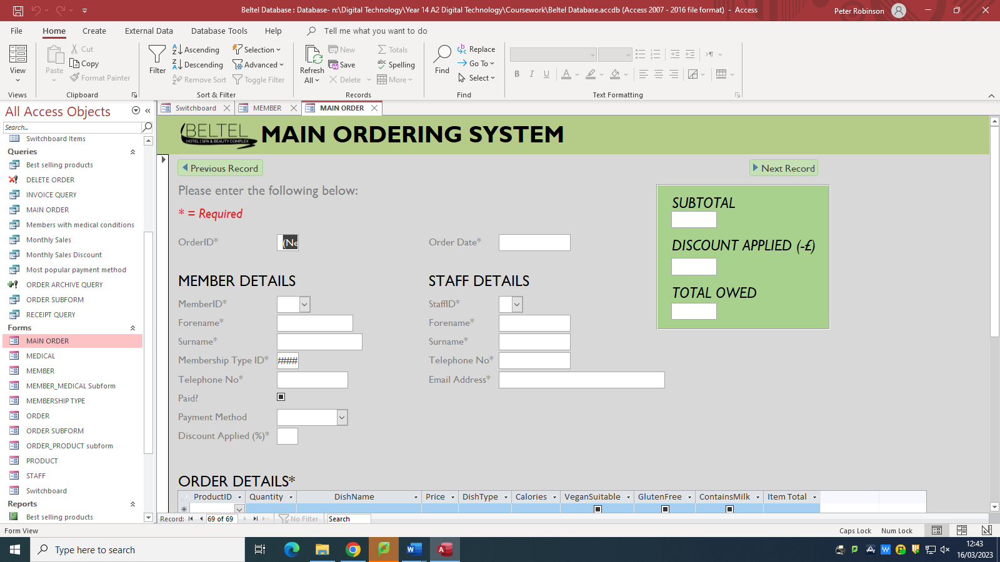 Beltel Database : Database- n:\Digital Technology\Year 14 A2 Digital Technology\Coursework\Beltel Database.accdb (Access 2007 - 2016 file format) - Access
Peter Robinson
File Home Create External Data Database Tools Help Tell me what you want to do
View
Views
Paste
Cut
Copy
Format Painter
Clipboard
Filter
Ascending
Descending
Remove Sort
Selection
Advanced
Toggle Filter
Sort & Filter
Refresh All
New
Save
Delete
Totals
Spelling
More
Records
Find
Replace
Go To
Select
Find
B I U
Text Formatting
All Access Objects
Search...
Switchboard Items
Queries
Best selling products
DELETE ORDER
INVOICE QUERY
MAIN ORDER
Members with medical conditions
Monthly Sales
Monthly Sales Discount
Most popular payment method
ORDER ARCHIVE QUERY
ORDER SUBFORM
RECEIPT QUERY
Forms
MAIN ORDER
MEDICAL
MEMBER
MEMBER_MEDICAL Subform
MEMBERSHIP TYPE
ORDER
ORDER SUBFORM
ORDER_PRODUCT subform
PRODUCT
STAFF
Switchboard
Reports
Best selling products
Switchboard MEMBER MAIN ORDER
BELTEL
HOTEL | SPA & BEAUTY COMPLEX
MAIN ORDERING SYSTEM
Previous Record
Next Record
Please enter the following below:
* = Required
OrderID* (Ne
Order Date*
SUBTOTAL
DISCOUNT APPLIED (-£)
TOTAL OWED
MEMBER DETAILS
MemberID*
Forename*
Surname*
Membership Type ID* ####
Telephone No*
Paid?
Payment Method
Discount Applied (%)*
STAFF DETAILS
StaffID*
Forename*
Surname*
Telephone No*
Email Address*
ORDER DETAILS*
ProductID Quantity DishName Price DishType Calories VeganSuitable GlutenFree ContainsMilk Item Total
Record: 69 of 69 No Filter Search
Form View
Caps Lock Num Lock
Type here to search
12:43
16/03/2023